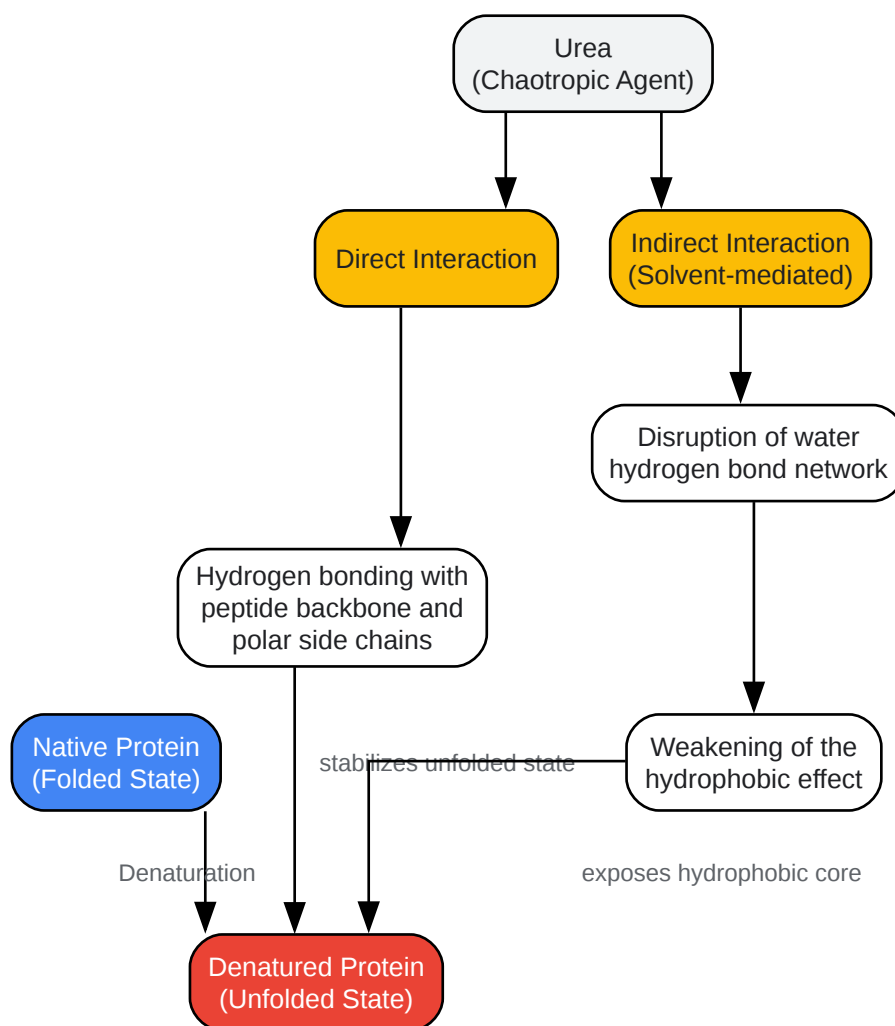 Urea
(Chaotropic Agent)
Direct Interaction
Indirect Interaction
(Solvent-mediated)
Disruption of water
hydrogen bond network
Hydrogen bonding with
peptide backbone and
polar side chains
Native Protein
(Folded State)
stabilizes unfolded state
Weakening of the
hydrophobic effect
Denaturation
exposes hydrophobic core
Denatured Protein
(Unfolded State)